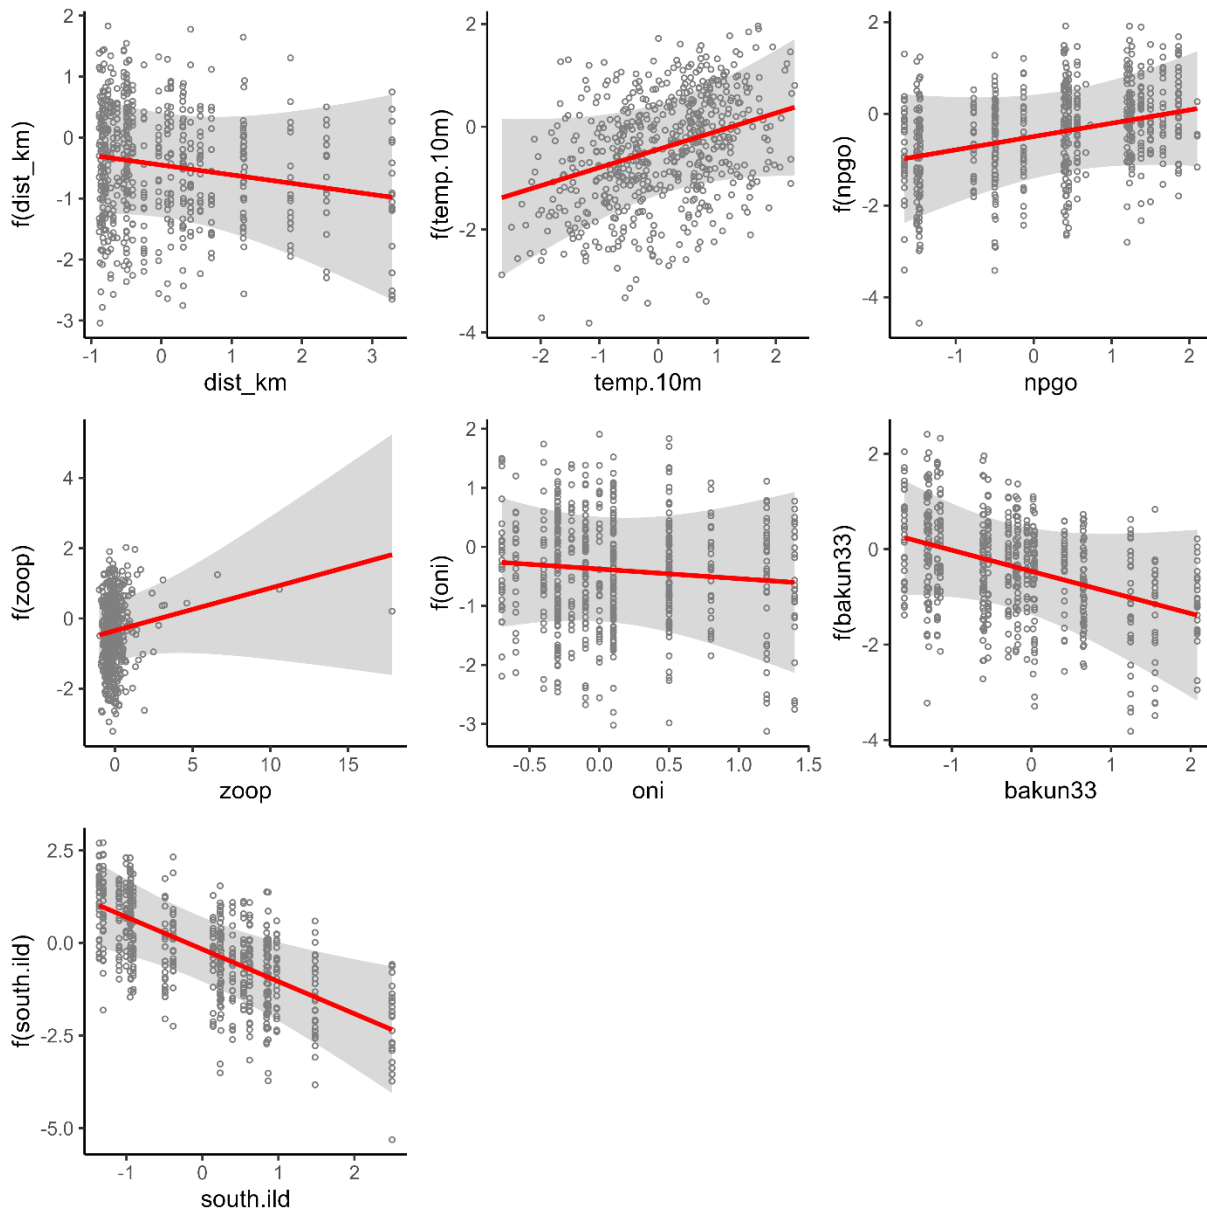 2
1
0
-1
-2
-3
f(dist_km)
-1 0 1 2 3
dist_km
2
0
-2
-4
f(temp.10m)
-2 -1 0 1 2
temp.10m
2
0
-2
-4
f(npgo)
-1 0 1 2
npgo
4
2
0
-2
f(zoop)
0 5 10 15
zoop
2
1
0
-1
-2
-3
f(oni)
-0.5 0.0 0.5 1.0 1.5
oni
2
0
-2
-4
f(bakun33)
-1 0 1 2
bakun33
2.5
0.0
-2.5
-5.0
f(south.ild)
-1 0 1 2
south.ild